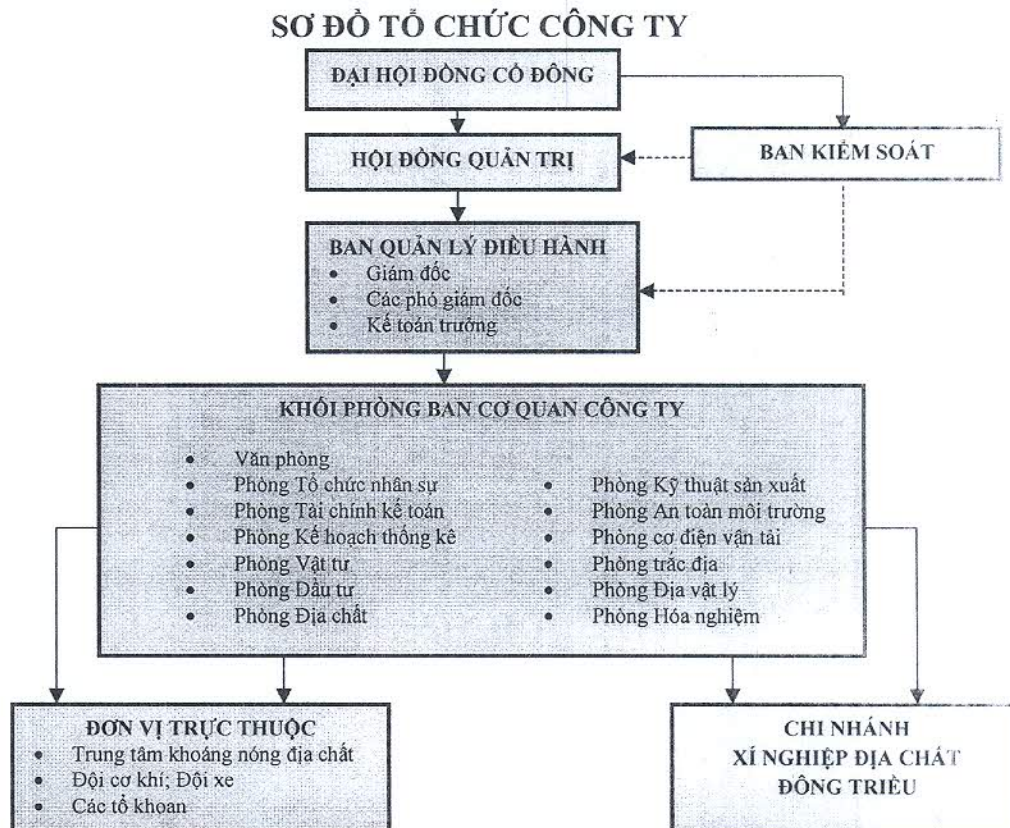 SƠ ĐỒ TỔ CHỨC CÔNG TY
ĐẠI HỘI ĐỒNG CỔ ĐÔNG
HỘI ĐỒNG QUẢN TRỊ
BAN KIỂM SOÁT
BAN QUẢN LÝ ĐIỀU HÀNH
• Giám đốc
• Các phó giám đốc
• Kế toán trưởng
KHỐI PHÒNG BAN CƠ QUAN CÔNG TY
• Văn phòng
• Phòng Tổ chức nhân sự
• Phòng Tài chính kế toán
• Phòng Kế hoạch thống kê
• Phòng Vật tư
• Phòng Đầu tư
• Phòng Địa chất
• Phòng Kỹ thuật sản xuất
• Phòng An toàn môi trường
• Phòng cơ điện vận tải
• Phòng trắc địa
• Phòng Địa vật lý
• Phòng Hóa nghiệm
ĐƠN VỊ TRỰC THUỘC
• Trung tâm khoáng nóng địa chất
• Đội cơ khí; Đội xe
• Các tổ khoan
CHI NHÁNH
XÍ NGHIỆP ĐỊA CHẤT
ĐÔNG TRIỀU